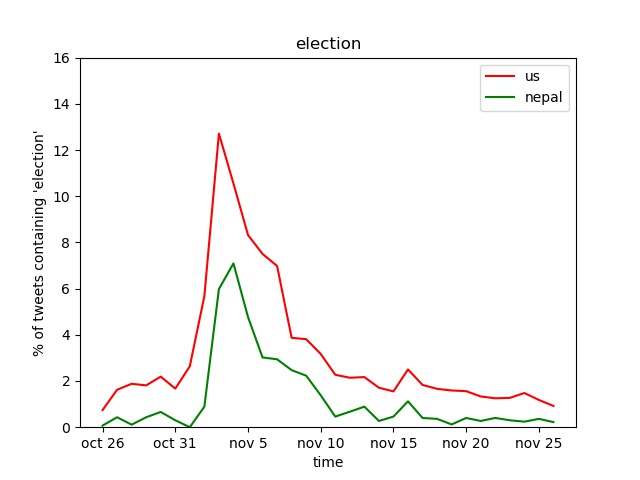 election
us
nepal
% of tweets containing 'election'
16
14
12
10
8
6
4
2
0
oct 26 oct 31 nov 5 nov 10 nov 15 nov 20 nov 25
time